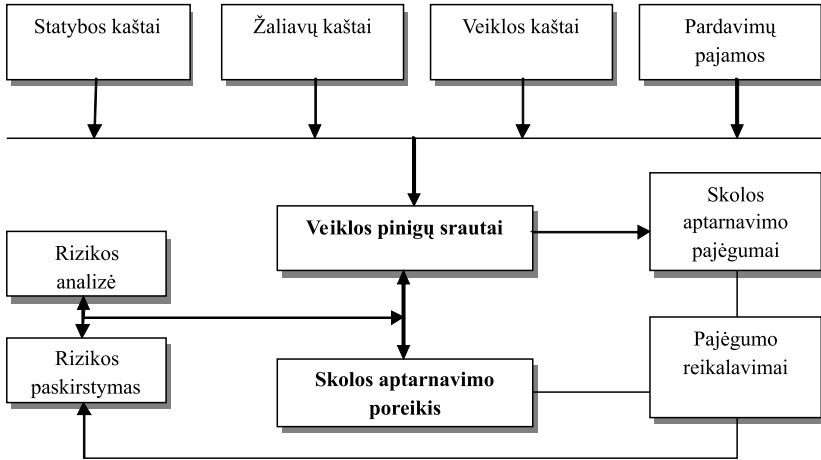 Statybos kaštai
Žaliavų kaštai
Veiklos kaštai
Pardavimų
pajamos
Veiklos pinigų srautai
Skolos
aptarnavimo
pajėgumai
Rizikos
analizė
Rizikos
paskirstymas
Skolos aptarnavimo
poreikis
Pajėgumo
reikalavimai